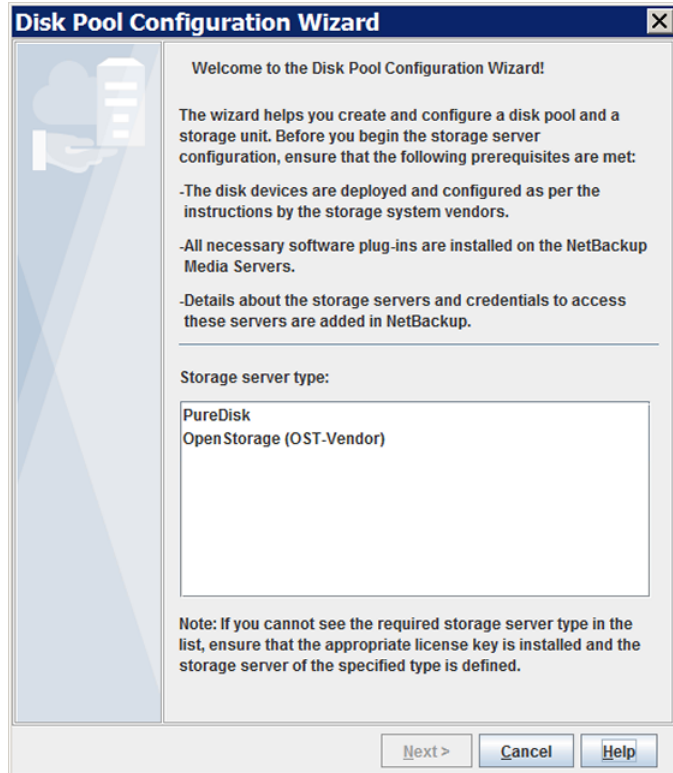 Disk Pool Configuration Wizard
Welcome to the Disk Pool Configuration Wizard!
The wizard helps you create and configure a disk pool and a
storage unit. Before you begin the storage server
configuration, ensure that the following prerequisites are met:
-The disk devices are deployed and configured as per the
instructions by the storage system vendors.
-All necessary software plug-ins are installed on the NetBackup
Media Servers.
-Details about the storage servers and credentials to access
these servers are added in NetBackup.
Storage server type:
PureDisk
OpenStorage (OST-Vendor)
Note: If you cannot see the required storage server type in the
list, ensure that the appropriate license key is installed and the
storage server of the specified type is defined.
Next >
Cancel
Help